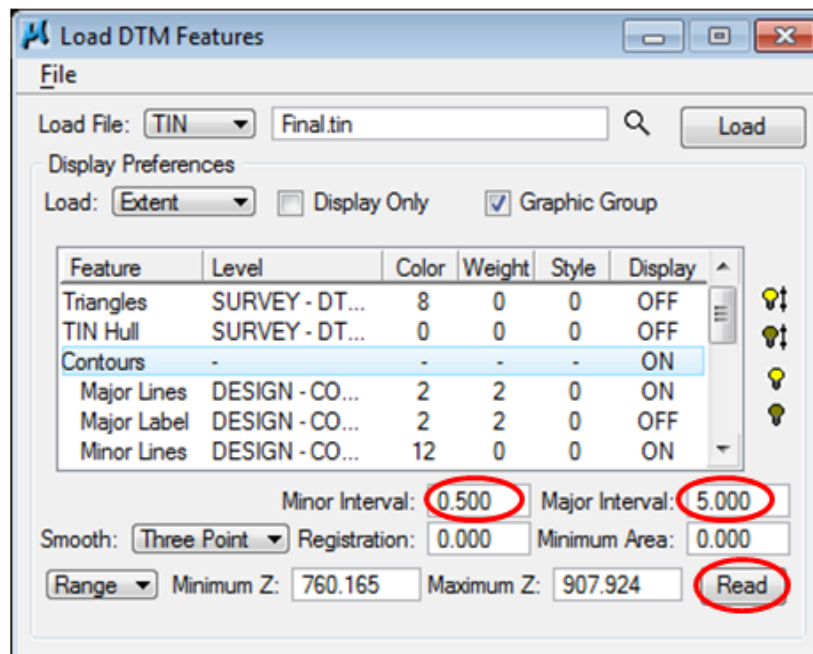 Load DTM Features
File
Load File: TIN Final.tin Load
Display Preferences
Load: Extent Display Only Graphic Group
Feature Level Color Weight Style Display
Triangles SURVEY - DT... 8 0 0 OFF
TIN Hull SURVEY - DT... 0 0 0 OFF
Contours - - - - ON
Major Lines DESIGN - CO... 2 2 0 ON
Major Label DESIGN - CO... 2 2 0 OFF
Minor Lines DESIGN - CO... 12 0 0 ON
Minor Interval: 0.500 Major Interval: 5.000
Smooth: Three Point Registration: 0.000 Minimum Area: 0.000
Range Minimum Z: 760.165 Maximum Z: 907.924 Read